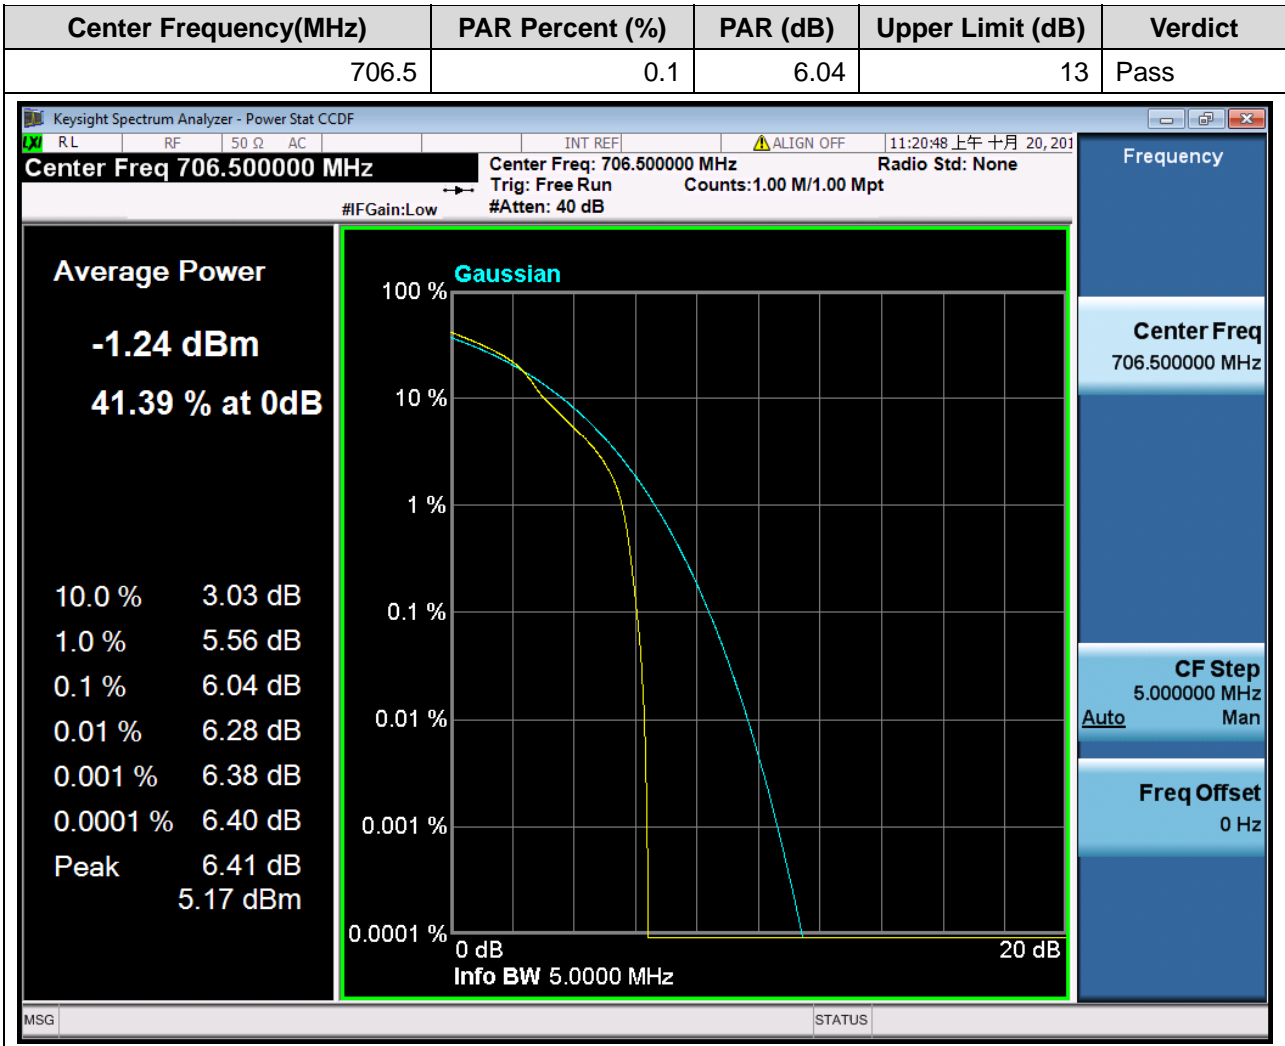 Center Frequency(MHz) PAR Percent (%) PAR (dB) Upper Limit (dB) Verdict
706.5 0.1 6.04 13 Pass
Keysight Spectrum Analyzer - Power Stat CCDF
LXI RL RF 50 Ω AC INT REF ALIGN OFF 11:20:48 上午 十月 20, 201
Center Freq 706.500000 MHz
Center Freq: 706.500000 MHz Radio Std: None
Trig: Free Run Counts:1.00 M/1.00 Mpt
#IFGain:Low #Atten: 40 dB
Frequency
Average Power
-1.24 dBm
41.39 % at 0dB
10.0 % 3.03 dB
1.0 % 5.56 dB
0.1 % 6.04 dB
0.01 % 6.28 dB
0.001 % 6.38 dB
0.0001 % 6.40 dB
Peak 6.41 dB
5.17 dBm
Gaussian
100 %
10 %
1 %
0.1 %
0.01 %
0.001 %
0.0001 %
0 dB 20 dB
Info BW 5.0000 MHz
Center Freq
706.500000 MHz
CF Step
5.000000 MHz
Auto Man
Freq Offset
0 Hz
MSG STATUS